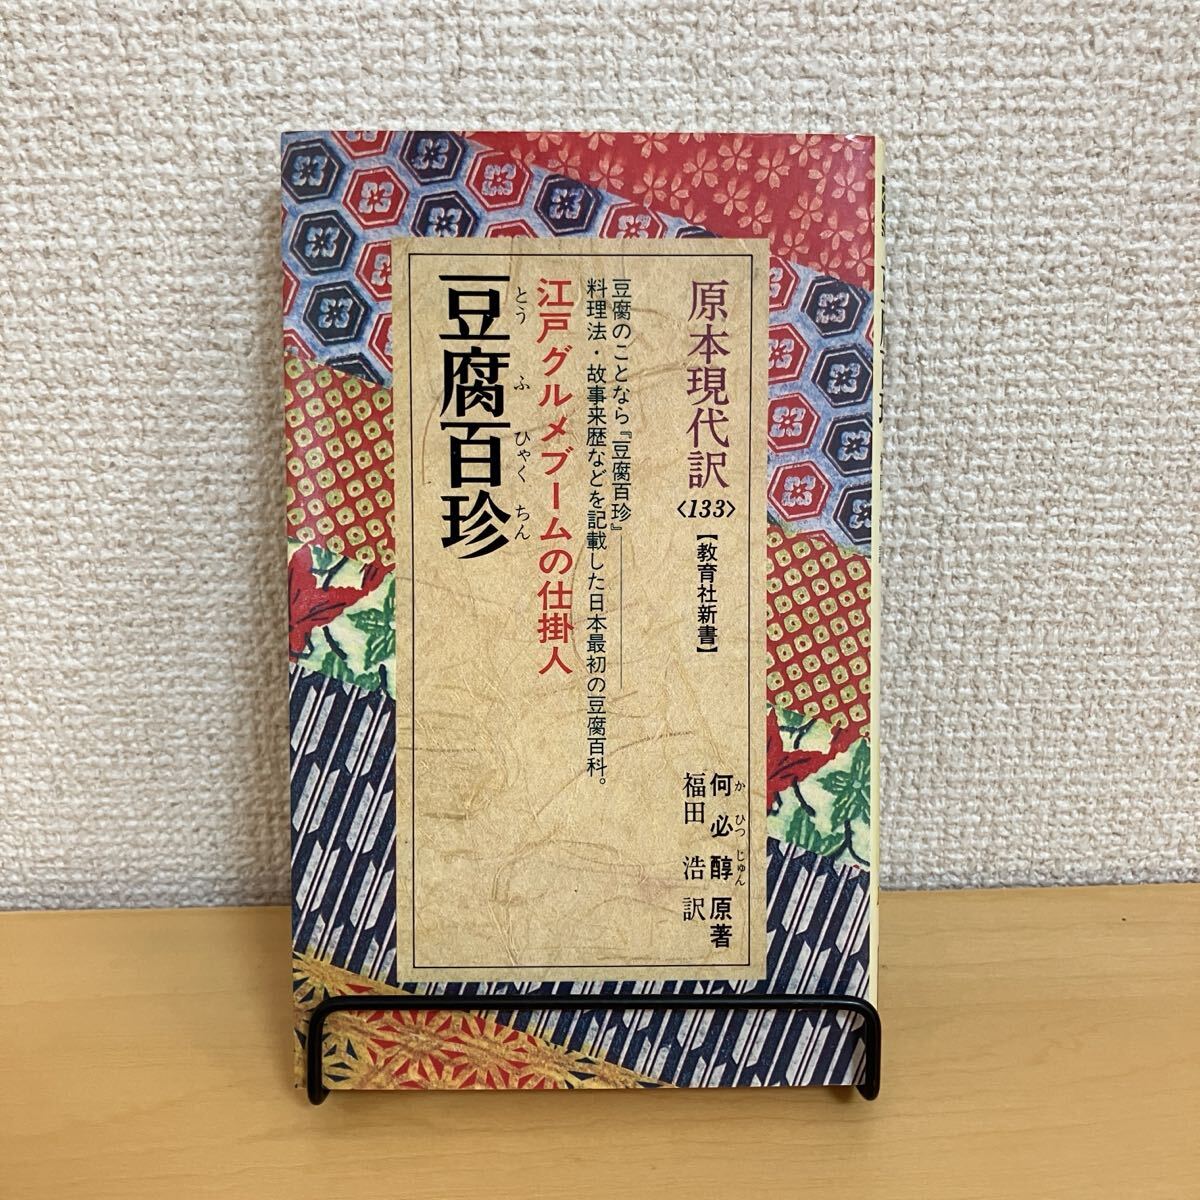 原本現代訳
〈133〉
【教育社新書】
豆腐のことなら『豆腐百珍』――
料理法・故事来歴などを記載した日本最初の豆腐百科。
江戸グルメブームの仕掛人
豆腐百珍
とうふひゃくちん
何必醇 原著
かひつじゅん
福田浩 訳